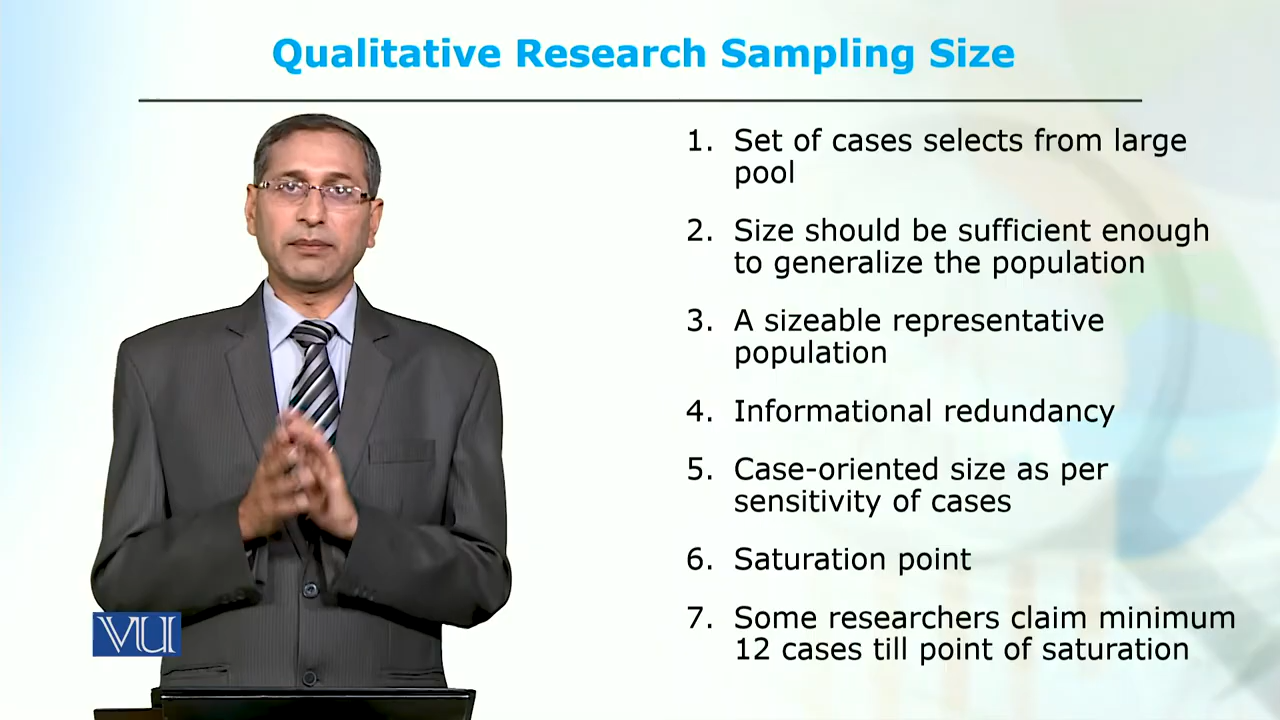 Qualitative Research Sampling Size
1. Set of cases selects from large
pool
2. Size should be sufficient enough
to generalize the population
3. A sizeable representative
population
4. Informational redundancy
5. Case-oriented size as per
sensitivity of cases
6. Saturation point
7. Some researchers claim minimum
12 cases till point of saturation
VU